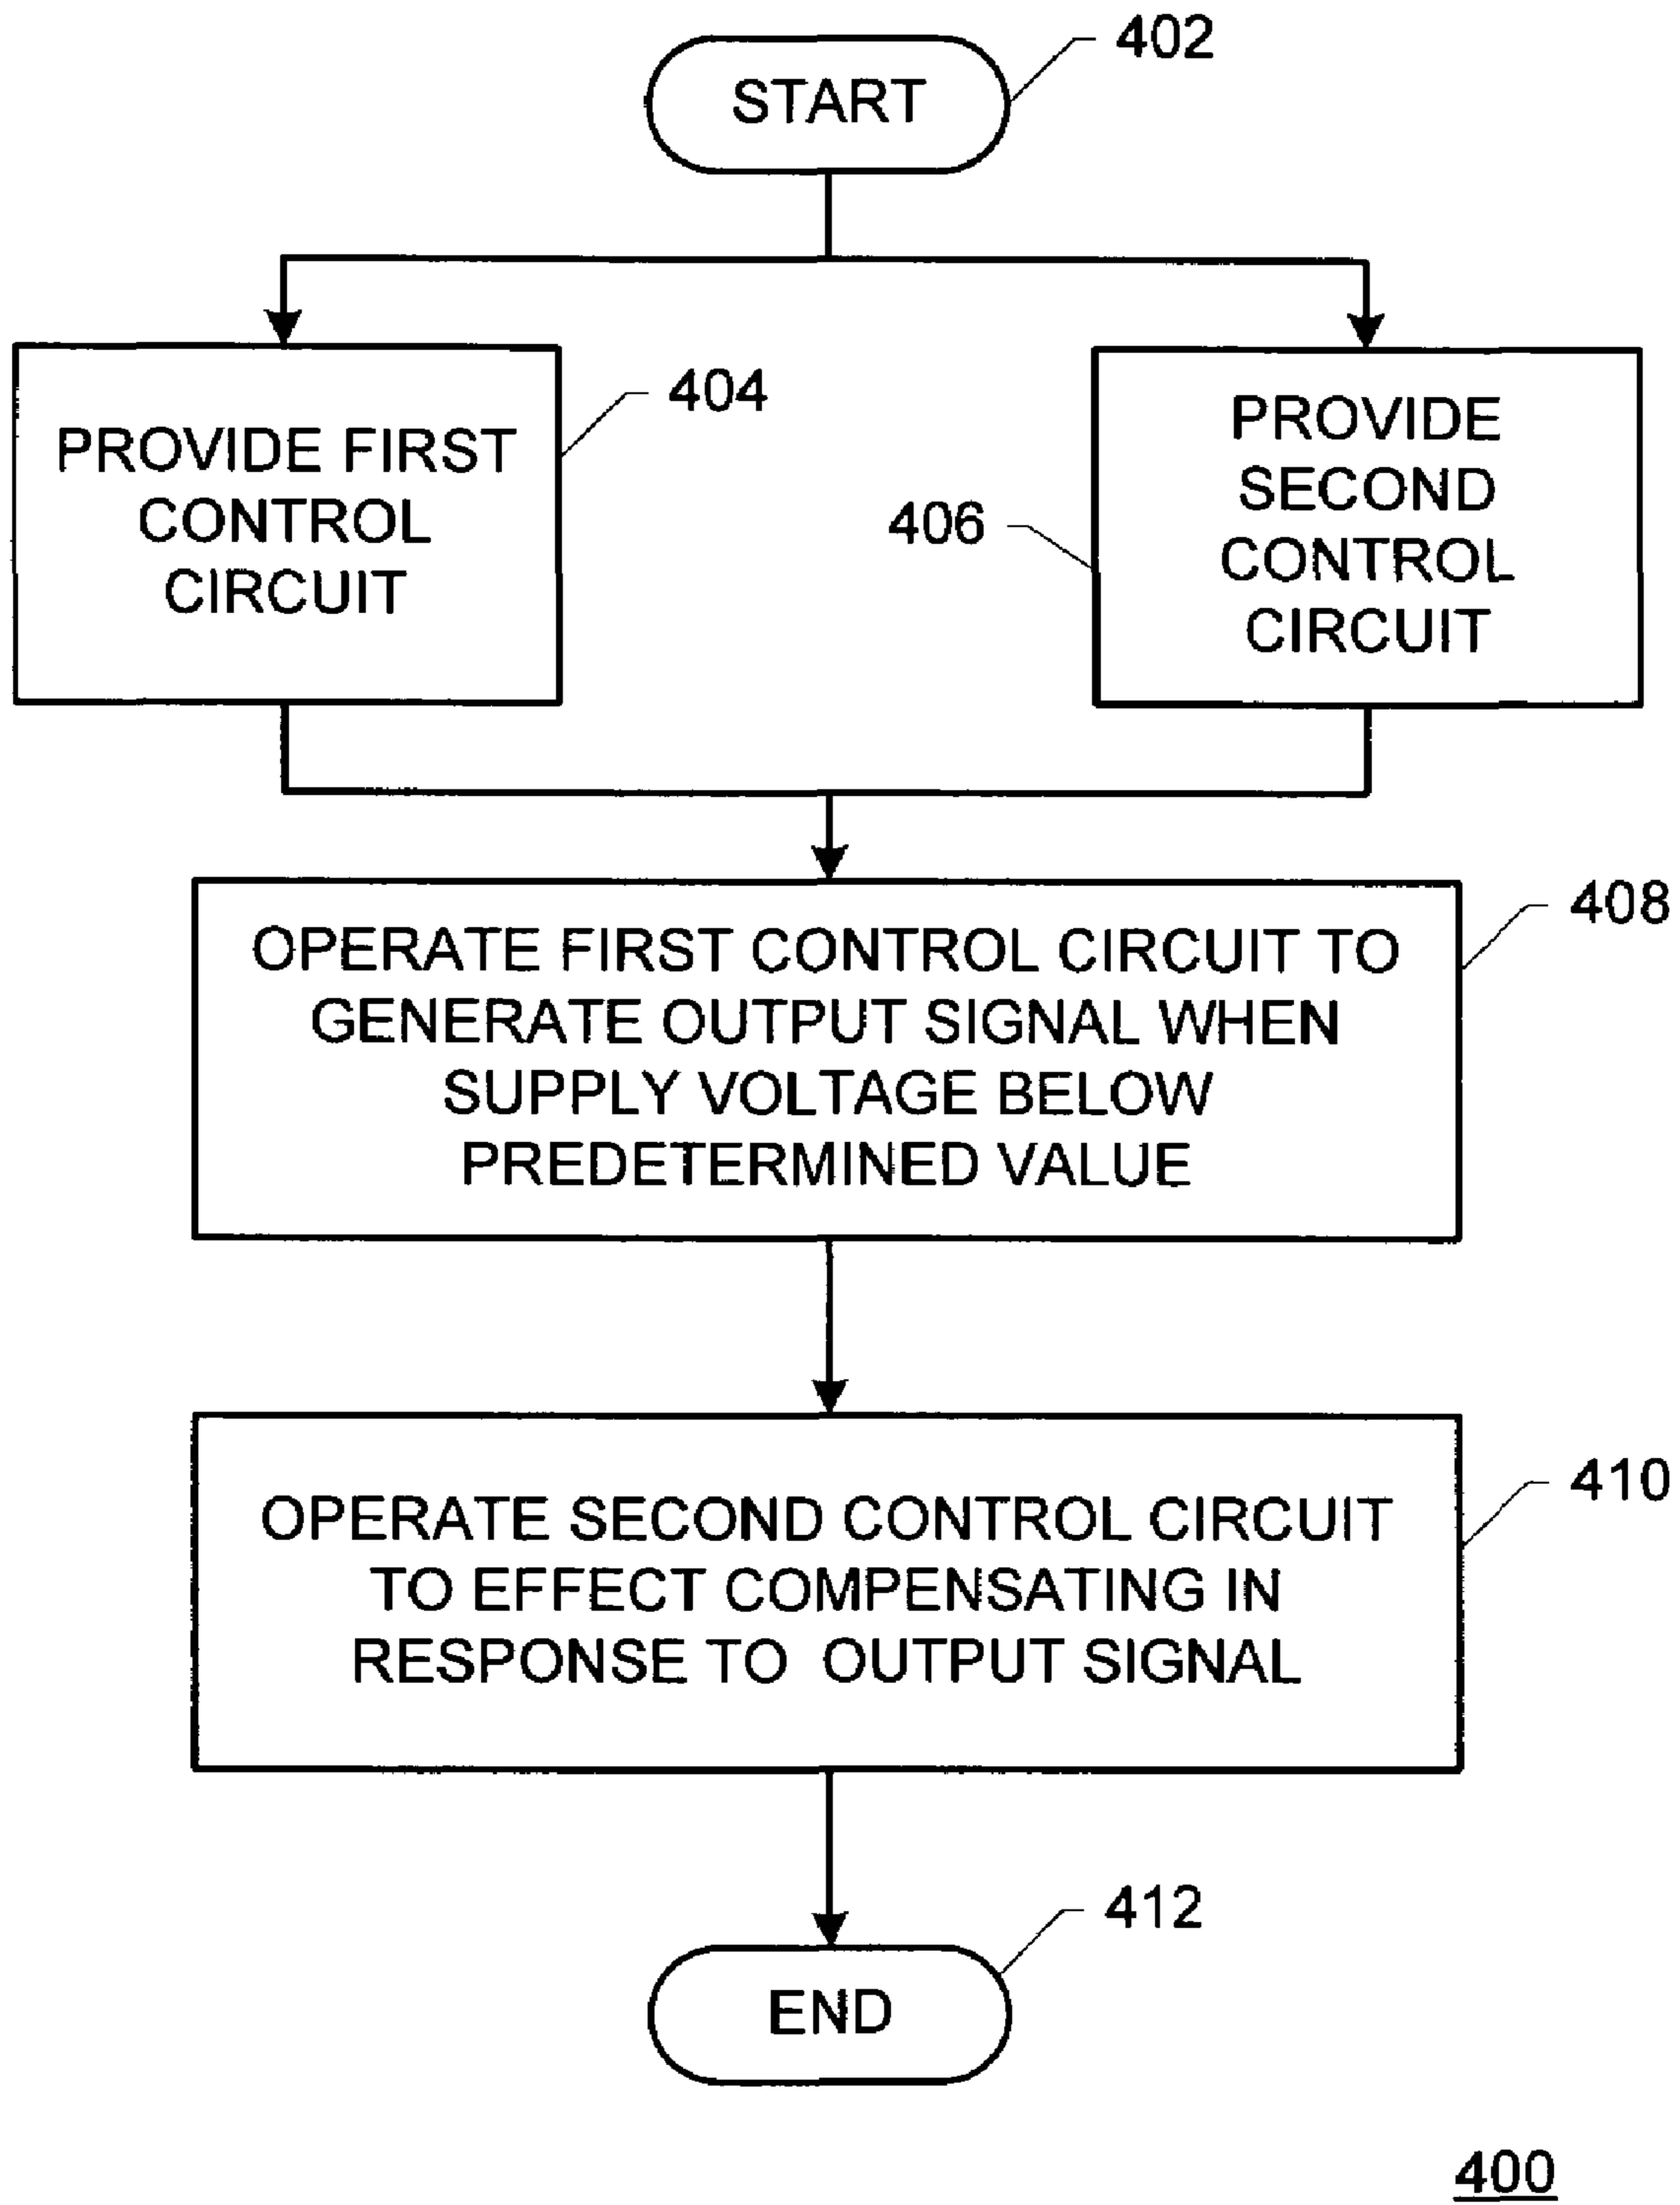 402
START
404
PROVIDE FIRST
CONTROL
CIRCUIT
406
PROVIDE
SECOND
CONTROL
CIRCUIT
408
OPERATE FIRST CONTROL CIRCUIT TO
GENERATE OUTPUT SIGNAL WHEN
SUPPLY VOLTAGE BELOW
PREDETERMINED VALUE
410
OPERATE SECOND CONTROL CIRCUIT
TO EFFECT COMPENSATING IN
RESPONSE TO OUTPUT SIGNAL
412
END
400